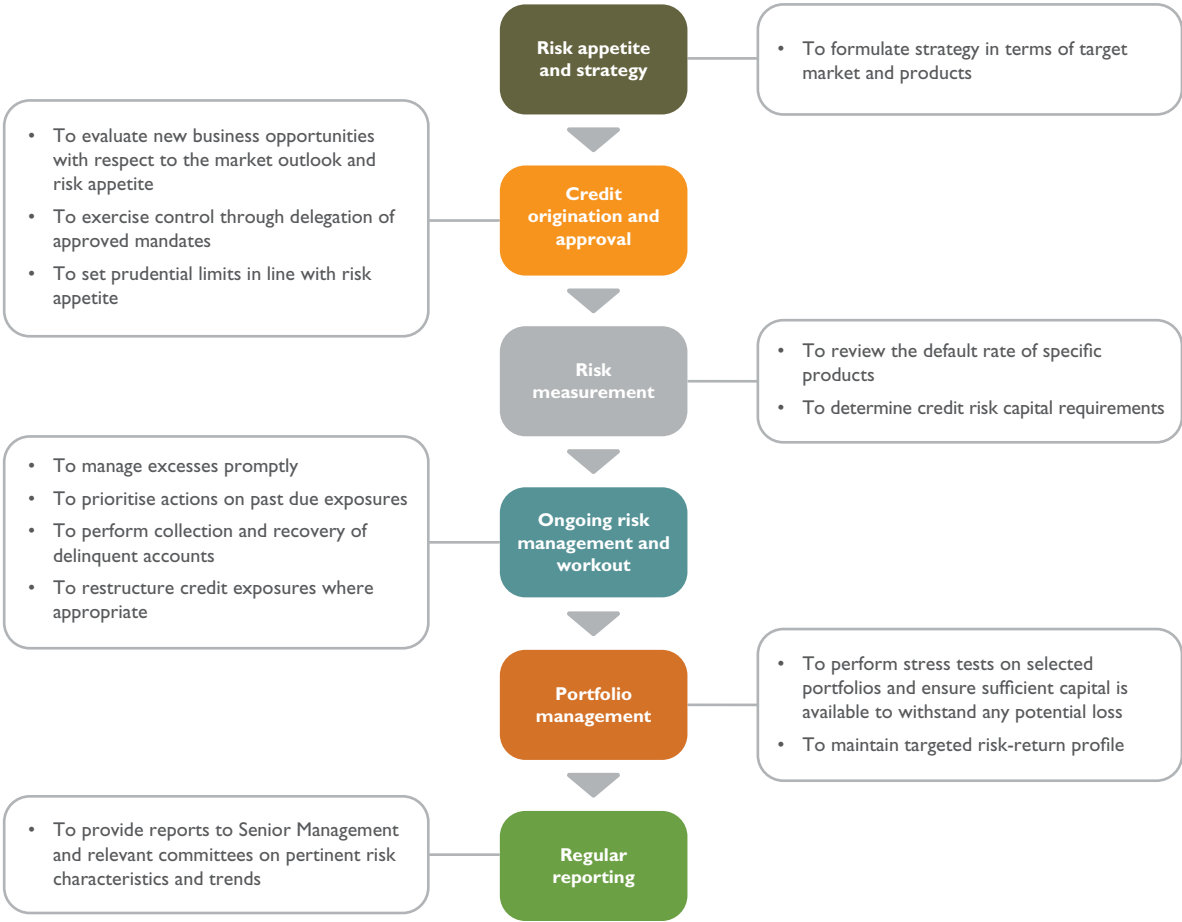 Risk appetite
and strategy
• To formulate strategy in terms of target
market and products
• To evaluate new business opportunities
with respect to the market outlook and
risk appetite
• To exercise control through delegation of
approved mandates
• To set prudential limits in line with risk
appetite
Credit
origination and
approval
Risk
measurement
• To review the default rate of specific
products
• To determine credit risk capital requirements
• To manage excesses promptly
• To prioritise actions on past due exposures
• To perform collection and recovery of
delinquent accounts
• To restructure credit exposures where
appropriate
Ongoing risk
management and
workout
Portfolio
management
• To perform stress tests on selected
portfolios and ensure sufficient capital is
available to withstand any potential loss
• To maintain targeted risk-return profile
• To provide reports to Senior Management
and relevant committees on pertinent risk
characteristics and trends
Regular
reporting